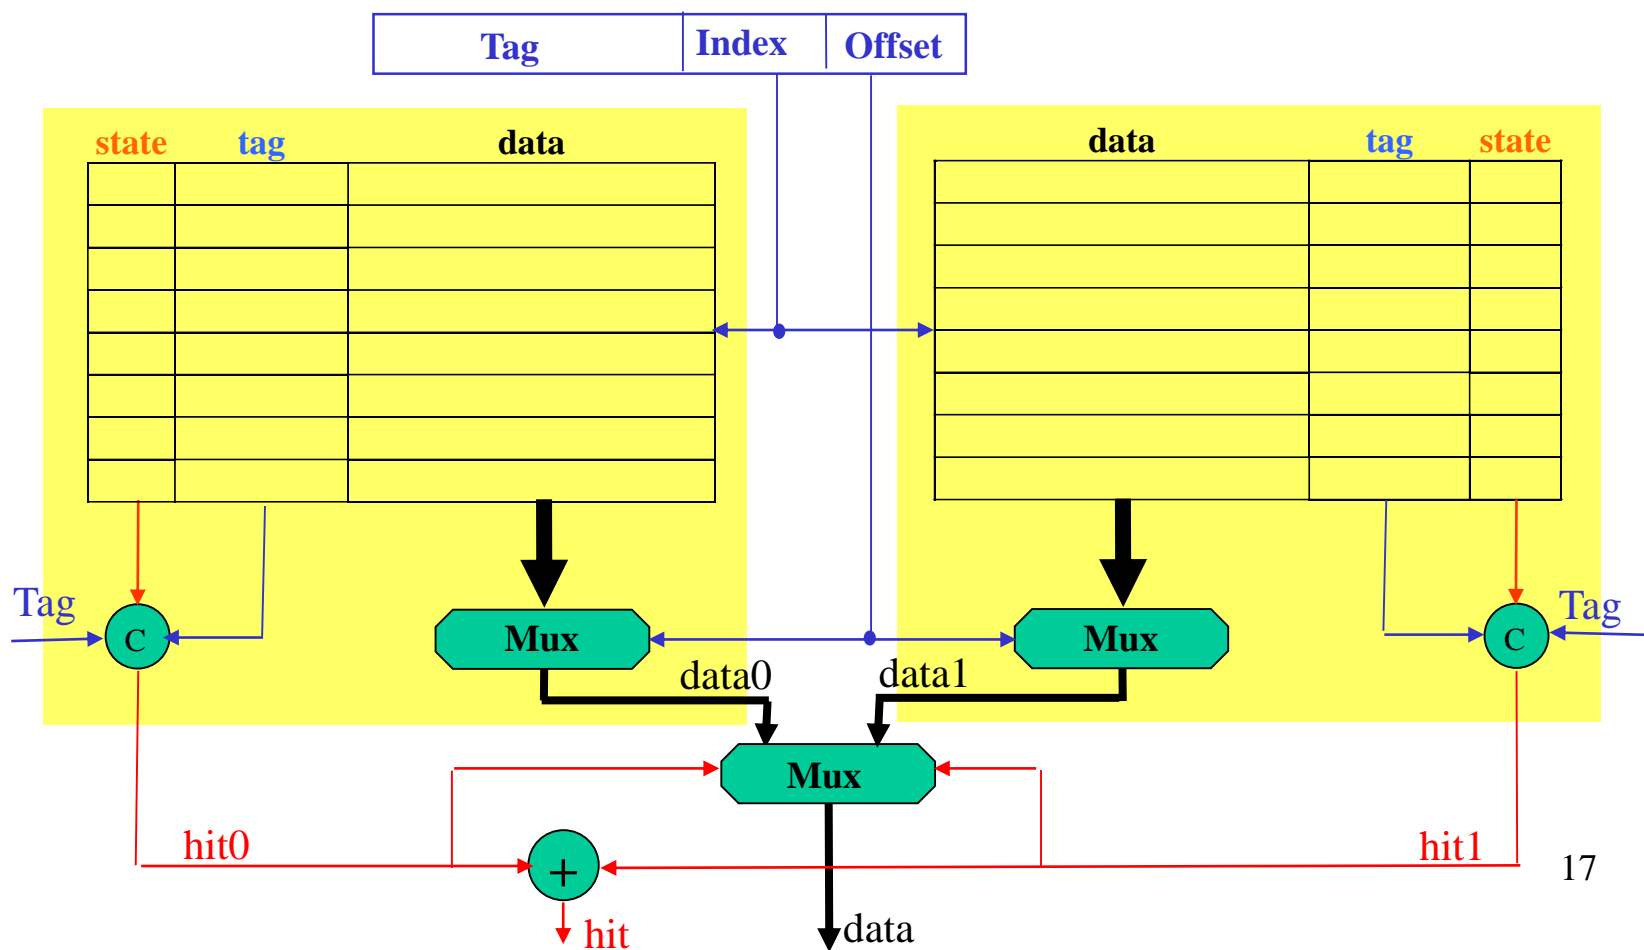 Tag Index Offset
state tag data data tag state
Tag Tag
C Mux Mux C
data0 data1
Mux
hit0 hit1
+ 17
hit data